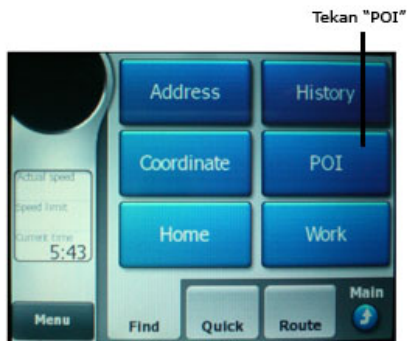 Tekan “POI”
Address
History
Coordinate
POI
Actual speed
Speed limit
Current time
5:43
Home
Work
Menu
Find
Quick
Route
Main